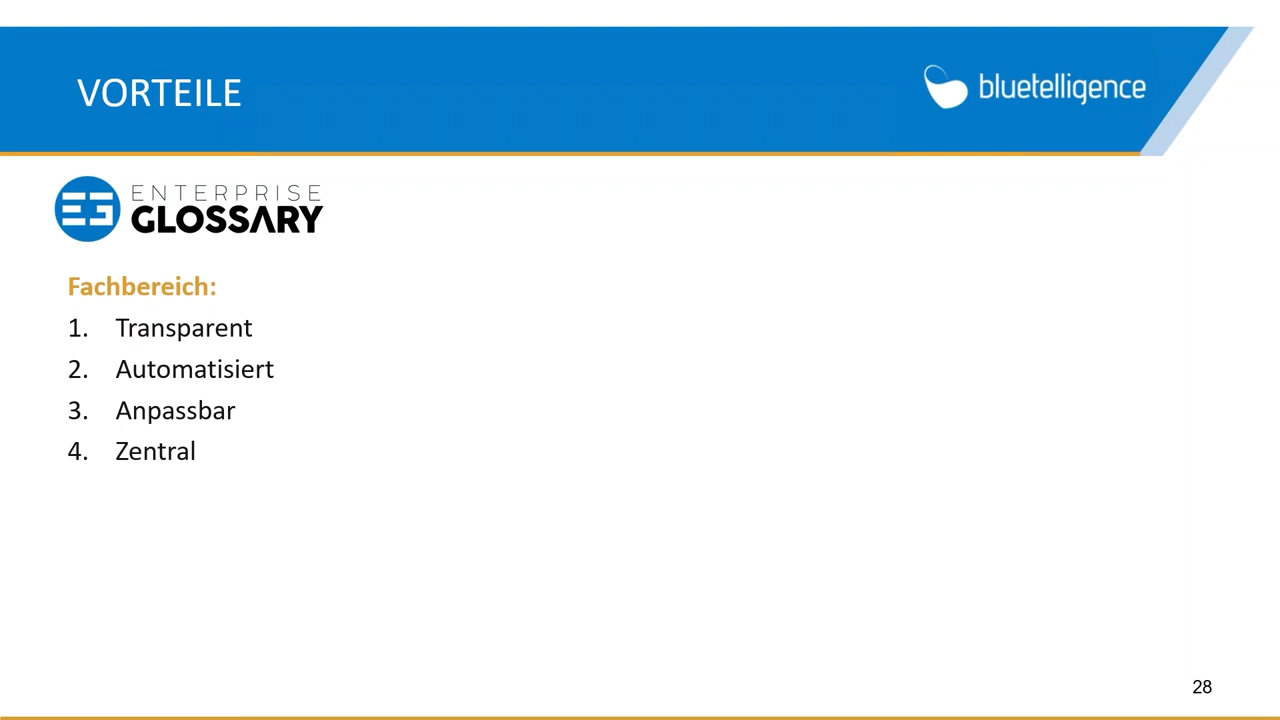 VORTEILE
bluetelligence
ENTERPRISE
GLOSSARY
Fachbereich:
1. Transparent
2. Automatisiert
3. Anpassbar
4. Zentral
28